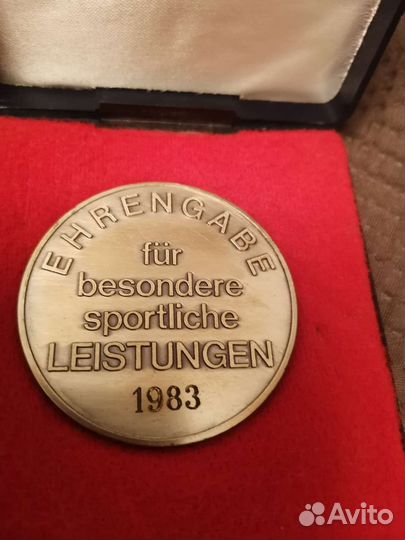 EHRENGABE
für
besondere
sportliche
LEISTUNGEN
1983
Avito